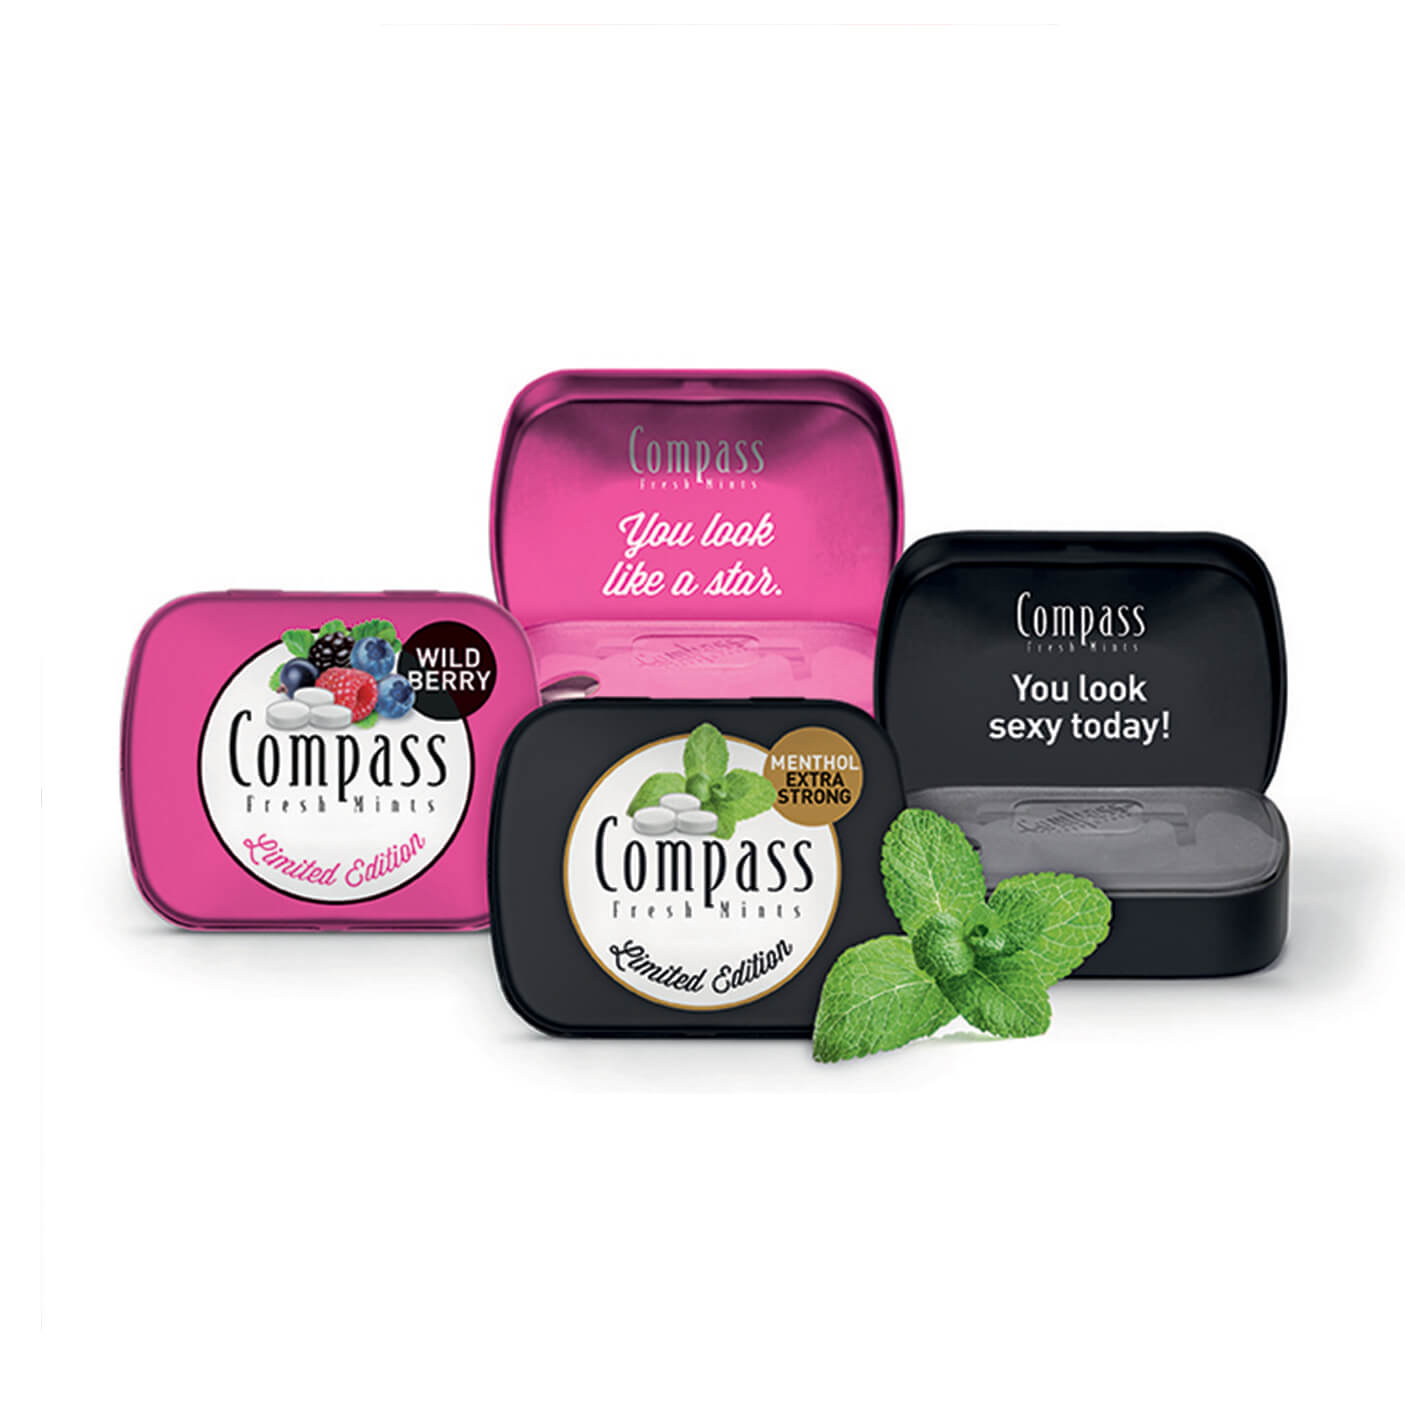 Compass
Fresh Mints
You look
like a star.
Compass
Fresh Mints
You look
sexy today!
WILD
BERRY
Compass
Fresh Mints
Limited Edition
MENTHOL
EXTRA
STRONG
Compass
Fresh Mints
Limited Edition
Compass